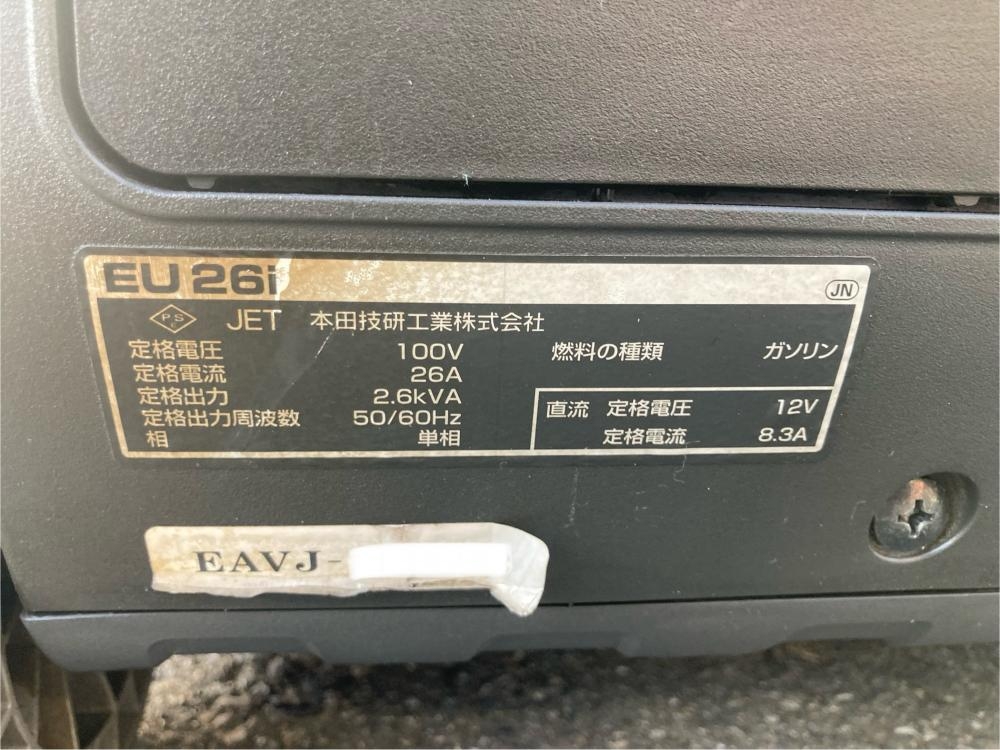 EU26i
JN
PSE JET 本田技研工業株式会社
定格電圧 100V
定格電流 26A
定格出力 2.6kVA
定格出力周波数 50/60Hz
相 単相
燃料の種類 ガソリン
直流 定格電圧 12V
定格電流 8.3A
EAVJ-